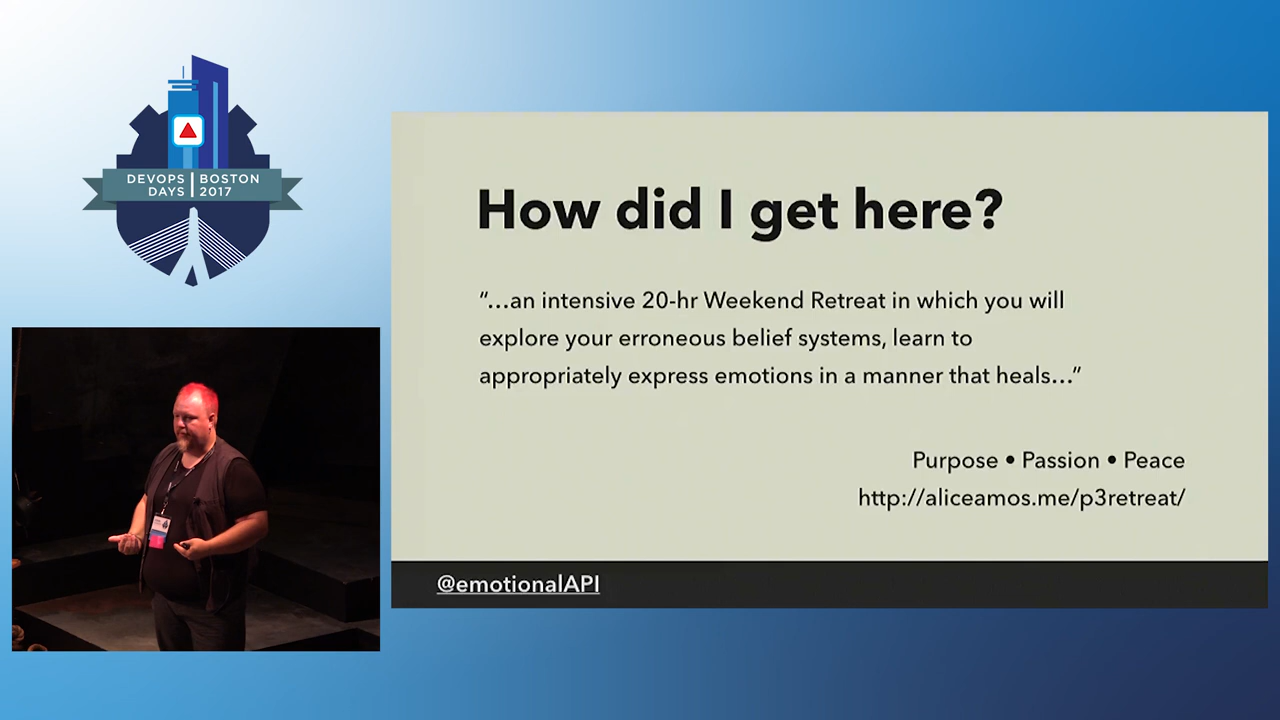 DEVOPS | BOSTON
DAYS | 2017
How did I get here?
“…an intensive 20-hr Weekend Retreat in which you will
explore your erroneous belief systems, learn to
appropriately express emotions in a manner that heals…”
Purpose • Passion • Peace
http://aliceamos.me/p3retreat/
@emotionalAPI